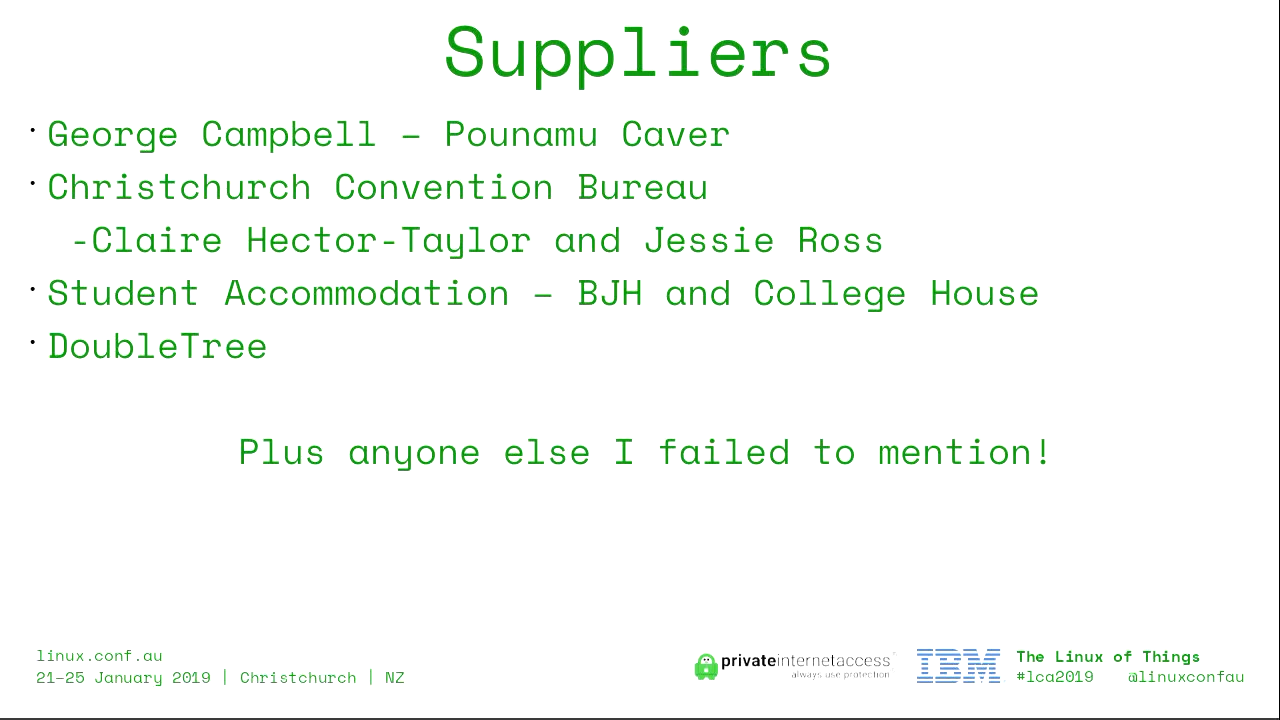 Suppliers
· George Campbell – Pounamu Caver
· Christchurch Convention Bureau
-Claire Hector-Taylor and Jessie Ross
· Student Accommodation – BJH and College House
· DoubleTree
Plus anyone else I failed to mention!
linux.conf.au
21–25 January 2019 | Christchurch | NZ
privateinternetaccess
always use protection
IBM
The Linux of Things
#lca2019 @linuxconfau